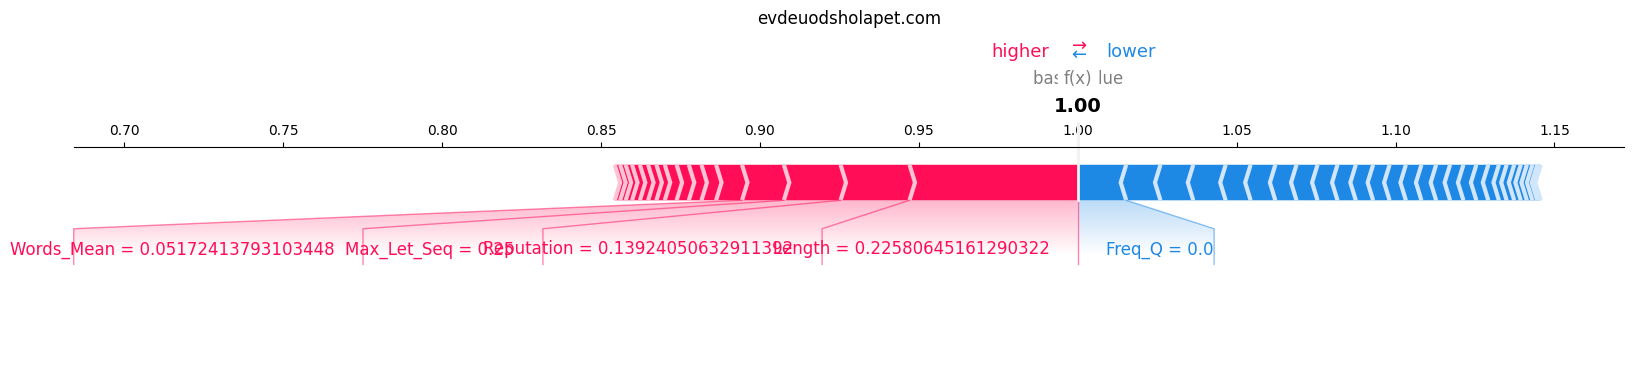 evdeuodsholapet.com
higher ⇄ lower
bas f(x) lue
1.00
0.70 0.75 0.80 0.85 0.90 0.95 1.00 1.05 1.10 1.15
Words_Mean = 0.05172413793103448 Max_Let_Seq = 0.25 Reputation = 0.13924050632911392 Length = 0.22580645161290322 Freq_Q = 0.0